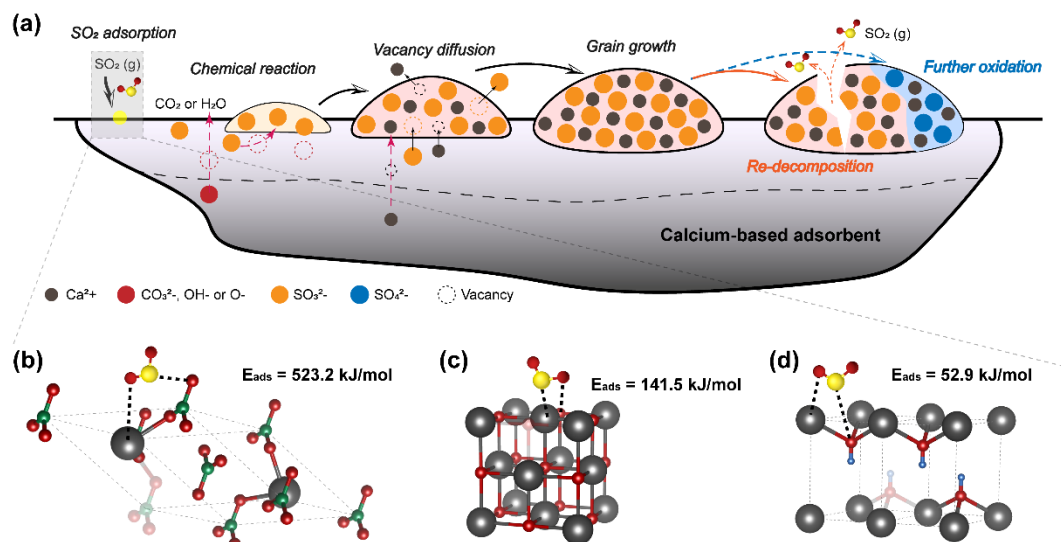 (a)
SO₂ adsorption
SO₂ (g)
Chemical reaction
CO₂ or H₂O
Vacancy diffusion
Grain growth
SO₂ (g)
Further oxidation
Re-decomposition
Calcium-based adsorbent
Ca²+
CO₃²-, OH- or O-
SO₃²-
SO₄²-
Vacancy
(b)
Eads = 523.2 kJ/mol
(c)
Eads = 141.5 kJ/mol
(d)
Eads = 52.9 kJ/mol